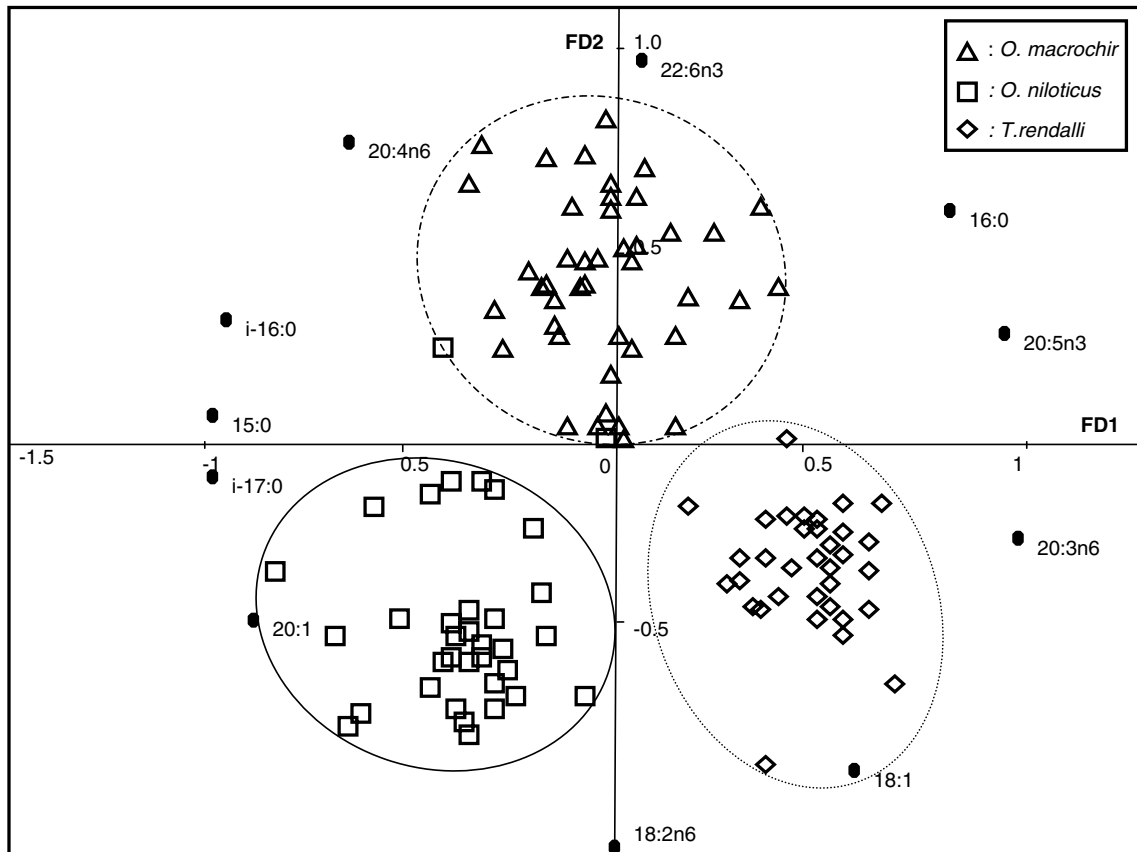 FD2
1.0
22:6n3
: O. macrochir
: O. niloticus
: T.rendalli
20:4n6
16:0
0.5
i-16:0
20:5n3
15:0
FD1
-1.5
-1
0.5
0
0.5
1
i-17:0
20:3n6
20:1
-0.5
18:1
18:2n6